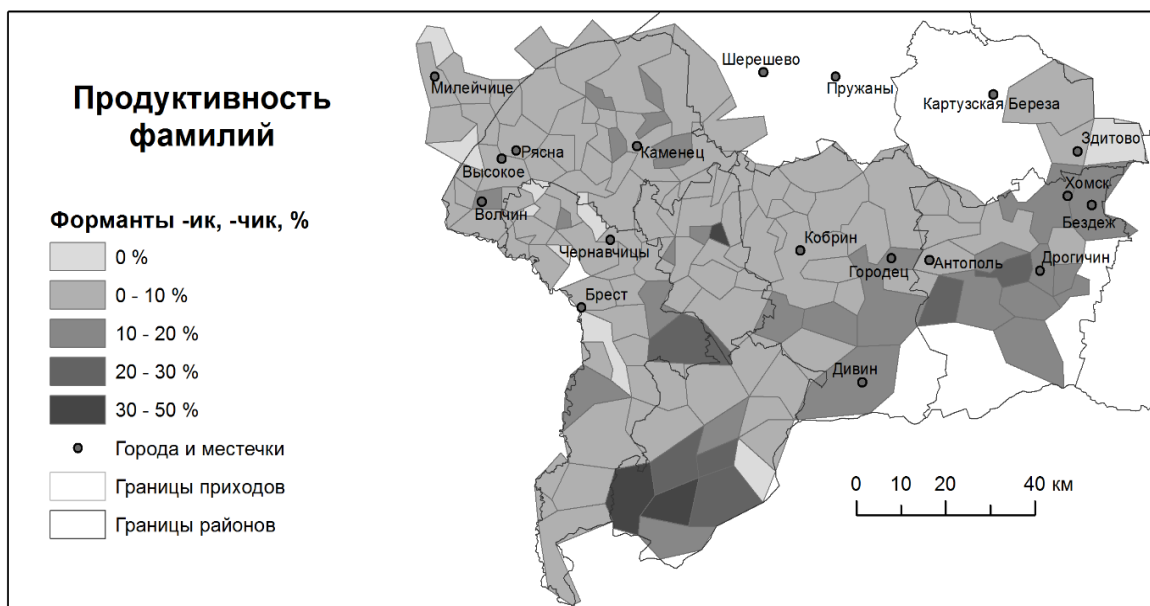 Продуктивность
фамилий
Форманты -ик, -чик, %
0 %
0 - 10 %
10 - 20 %
20 - 30 %
30 - 50 %
Города и местечки
Границы приходов
Границы районов
Шерешево
Милейчице
Пружаны
Картузская Береза
Здитово
Рясна
Каменец
Высокое
Хомск
Волчин
Бездеж
Кобрин
Чернавчицы
Городец
Антополь
Дрогичин
Брест
Дивин
0 10 20 40 км